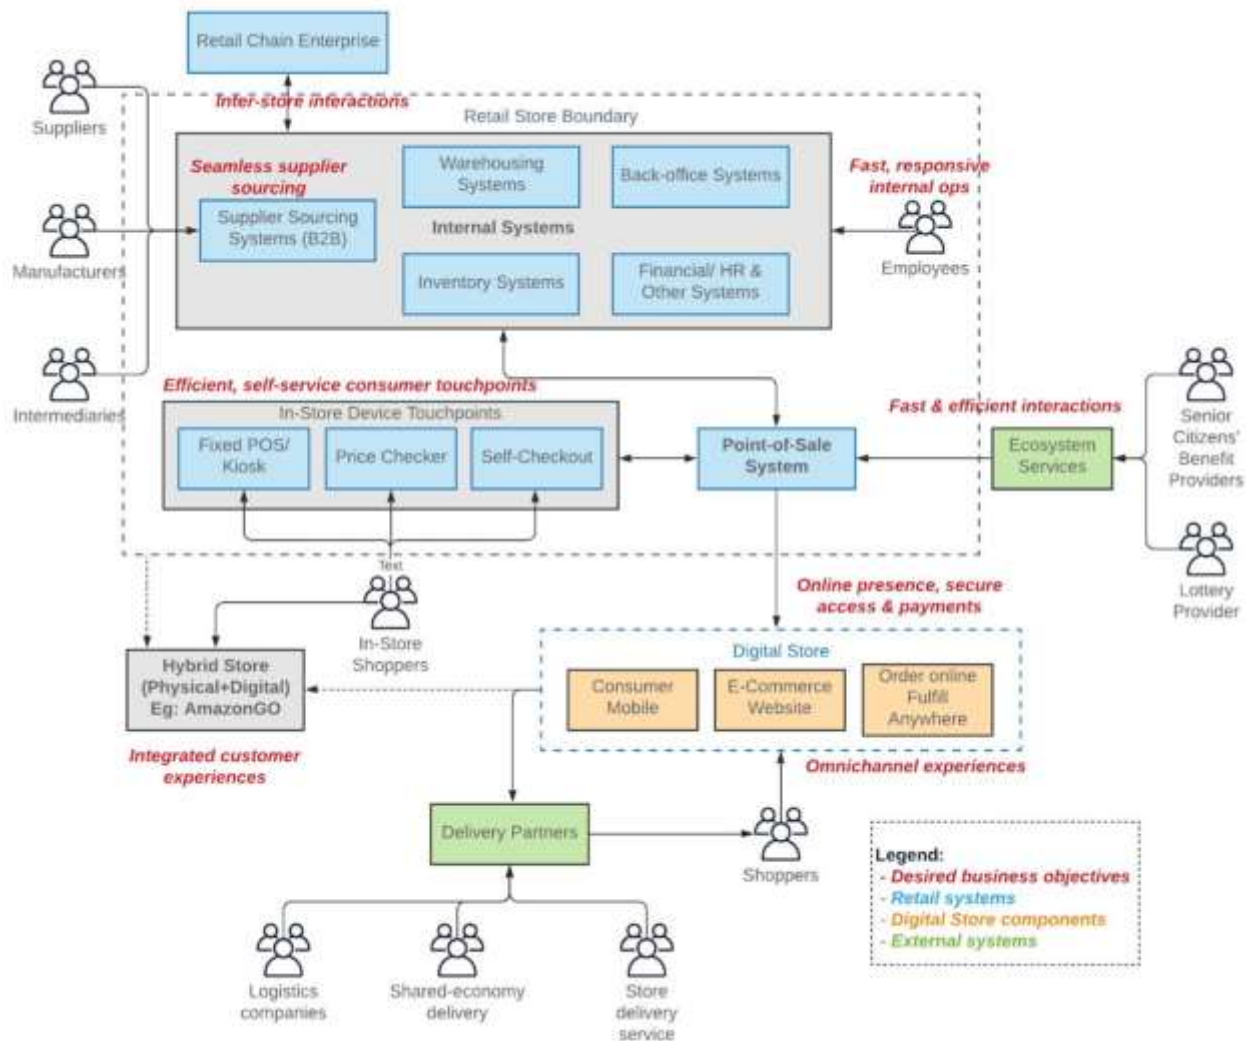 Retail Chain Enterprise
Suppliers
Inter-store interactions
Retail Store Boundary
Seamless supplier
sourcing
Warehousing
Systems
Back-office Systems
Fast, responsive
internal ops
Supplier Sourcing
Systems (B2B)
Internal Systems
Manufacturers
Employees
Inventory Systems
Financial/ HR &
Other Systems
Intermediaries
Efficient, self-service consumer touchpoints
In-Store Device Touchpoints
Fixed POS/
Kiosk
Price Checker
Self-Checkout
Point-of-Sale
System
Fast & efficient interactions
Ecosystem
Services
Senior
Citizens'
Benefit
Providers
Text
In-Store
Shoppers
Online presence, secure
access & payments
Lottery
Provider
Hybrid Store
(Physical+Digital)
Eg: AmazonGO
Integrated customer
experiences
Digital Store
Consumer
Mobile
E-Commerce
Website
Order online
Fulfill
Anywhere
Omnichannel experiences
Delivery Partners
Shoppers
Legend:
- Desired business objectives
- Retail systems
- Digital Store components
- External systems
Logistics
companies
Shared-economy
delivery
Store
delivery
service